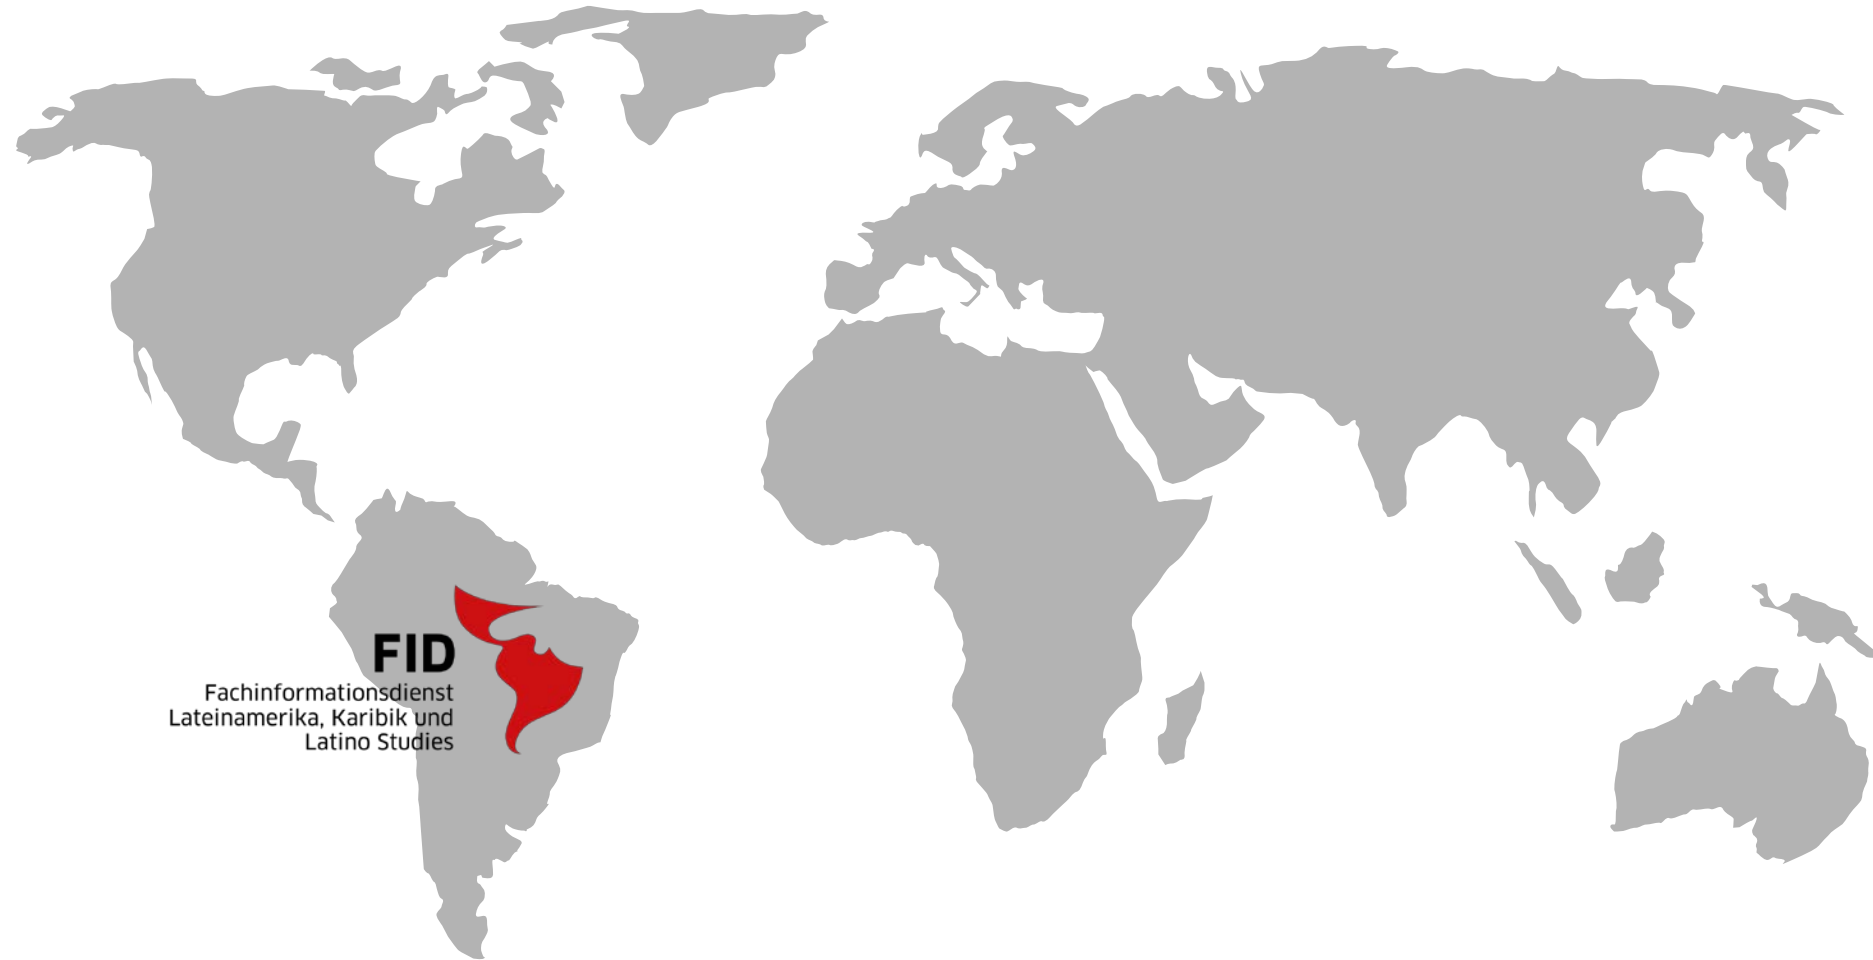 FID
Fachinformationsdienst
Lateinamerika, Karibik und
Latino Studies